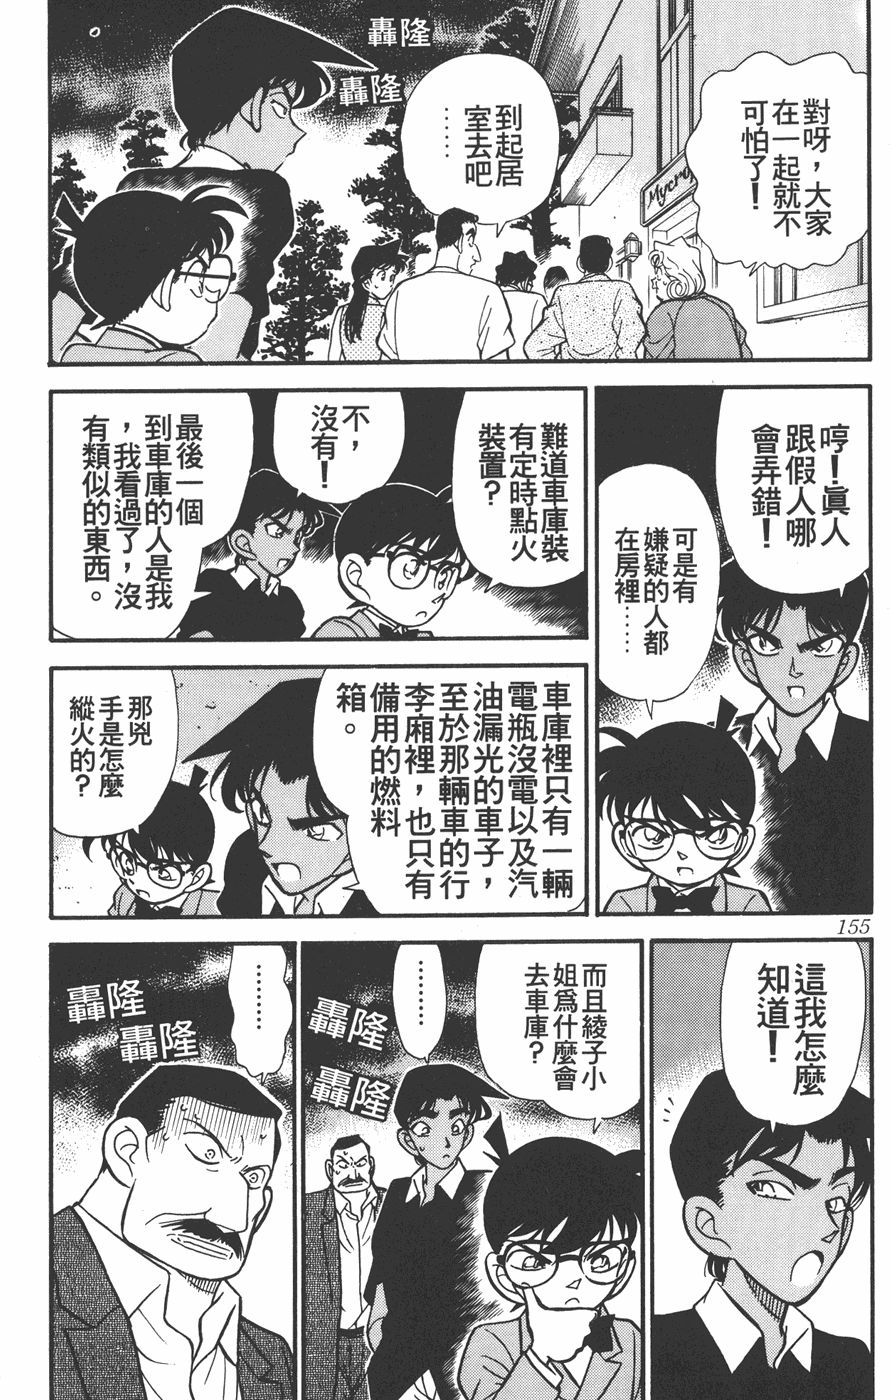 對呀，大家
在一起就不
可怕了！
Mycro
到起居
室去吧
……
轟隆
轟隆
哼！眞人
跟假人哪
會弄錯！
可是有
嫌疑的人都
在房裡……
難道車庫裝
有定時點火
裝置？
不，
沒有！
最後一個
到車庫的人是我
，我看過了，沒
有類似的東西。
車庫裡只有一輛
電瓶沒電以及汽
油漏光的車子，
至於那輛車的行
李廂裡，也只有
備用的燃料
箱。
那兇
手是怎麼
縱火的？
155
這我怎麼
知道！
而且綾子小
姐爲什麼會
去車庫？
……
轟隆
轟隆
……
轟隆
轟隆